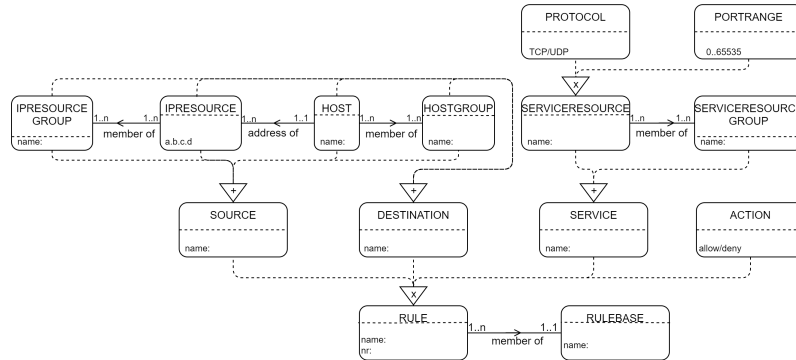 PROTOCOL
PORTRANGE
TCP/UDP
0..65535
x
IPRESOURCE
GROUP
IPRESOURCE
HOST
HOSTGROUP
SERVICERESOURCE
SERVICERESOURC
GROUP
1..n
1..n
1..n
1..1
1..n
1..n
1..n
1..n
member of
address of
member of
member of
name:
a.b.c.d
name:
name:
name:
name:
+
+
+
SOURCE
DESTINATION
SERVICE
ACTION
name:
name:
name:
allow/deny
x
RULE
RULEBASE
1..n
1..1
member of
name:
name:
nr: